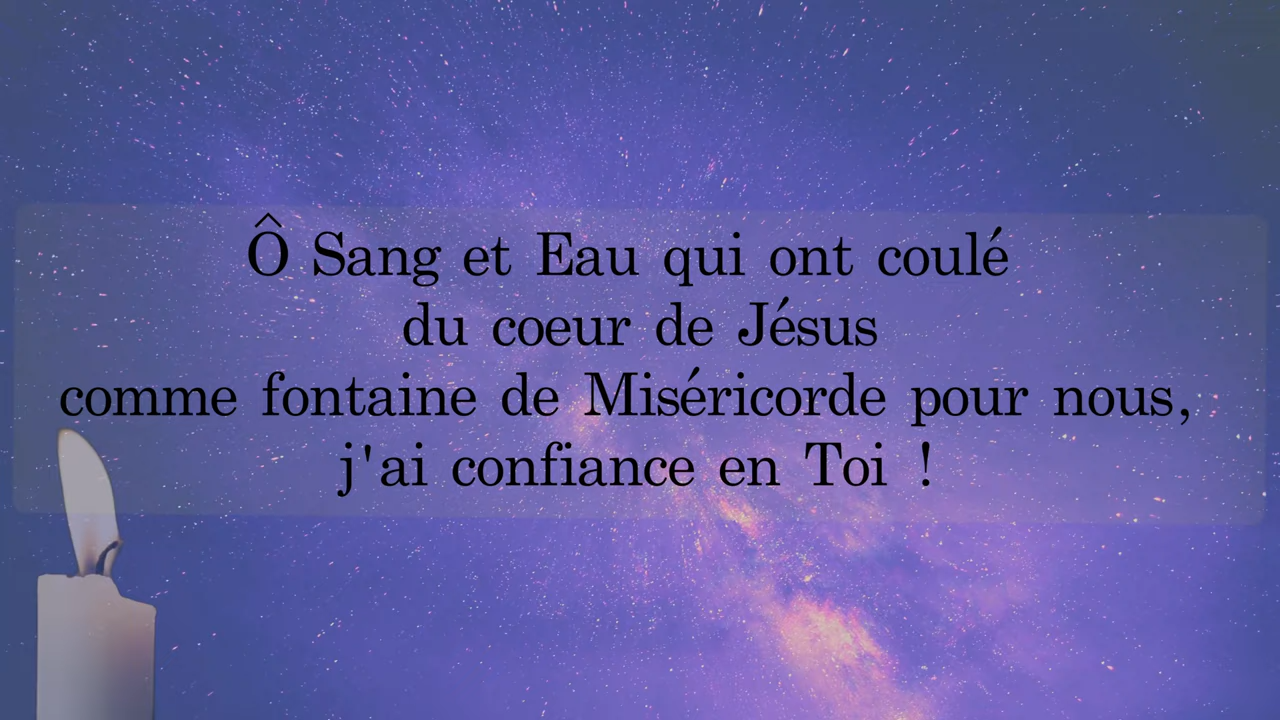 Ô Sang et Eau qui ont coulé
du coeur de Jésus
comme fontaine de Miséricorde pour nous,
j'ai confiance en Toi !